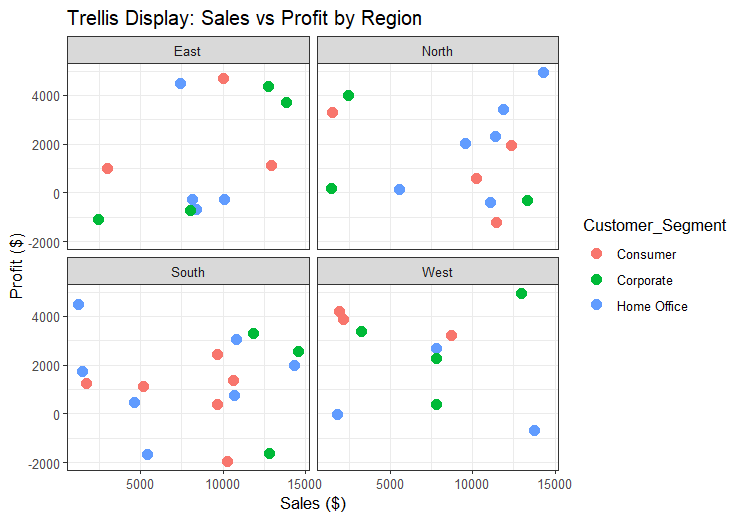 Trellis Display: Sales vs Profit by Region
East
North
4000
2000
0
-2000
South
West
4000
2000
0
-2000
5000 10000 15000
5000 10000 15000
Sales ($)
Profit ($)
Customer_Segment
Consumer
Corporate
Home Office